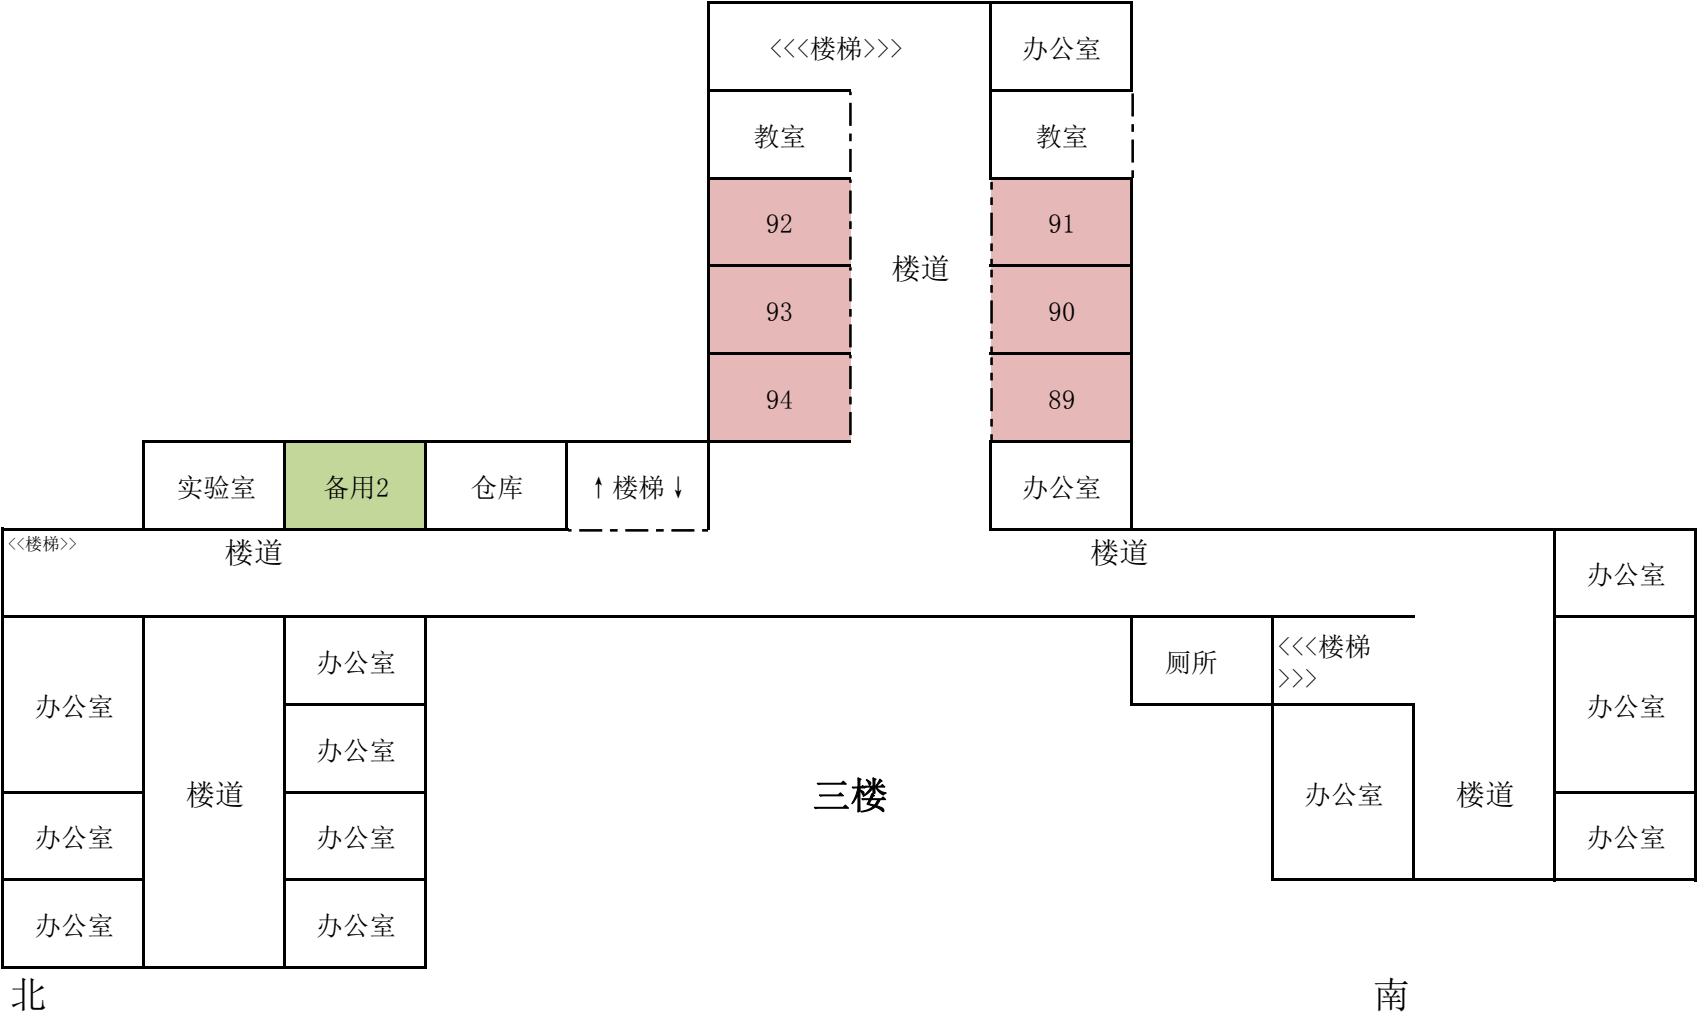 <<<楼梯>>>
办公室
教室
教室
92
91
楼道
93
90
94
89
实验室
备用2
仓库
↑楼梯↓
办公室
<<楼梯>>
楼道
楼道
办公室
办公室
厕所
<<<楼梯
>>>
办公室
办公室
办公室
楼道
三楼
办公室
楼道
办公室
办公室
办公室
办公室
办公室
北
南